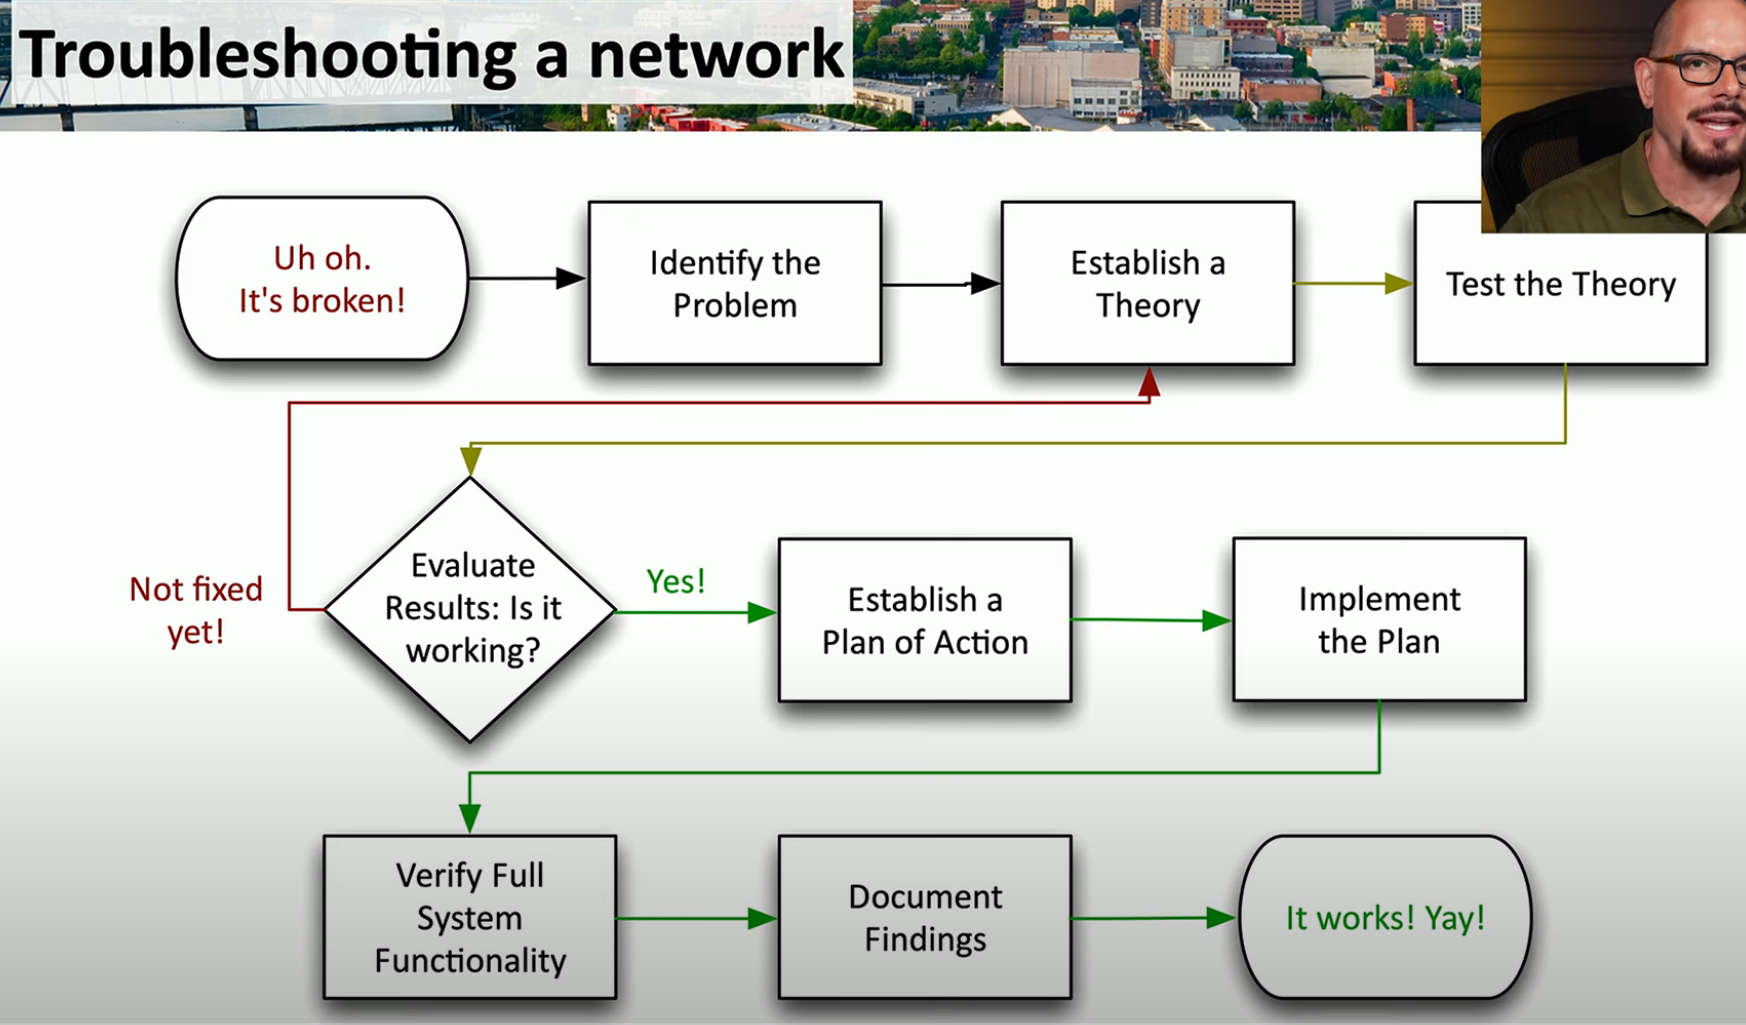 Troubleshooting a network
Uh oh.
It's broken!
Identify the
Problem
Establish a
Theory
Test the Theory
Not fixed
yet!
Evaluate
Results: Is it
working?
Yes!
Establish a
Plan of Action
Implement
the Plan
Verify Full
System
Functionality
Document
Findings
It works! Yay!